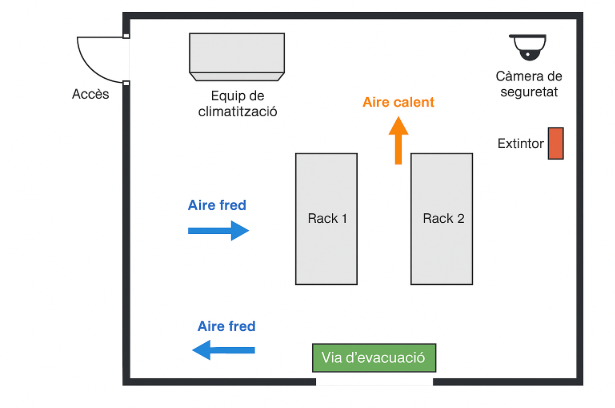 Accès
Equip de
climatització
Càmera de
seguretat
Aire calent
Extintor
Aire fred
Rack 1
Rack 2
Aire fred
Via d’evacuació